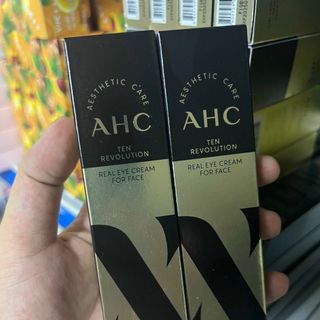 AESTHETIC CARE
AHC
TEN
REVOLUTION
REAL EYE CREAM
FOR FACE
AESTHETIC CARE
AHC
TEN
REVOLUTION
REAL EYE CREAM
FOR FACE